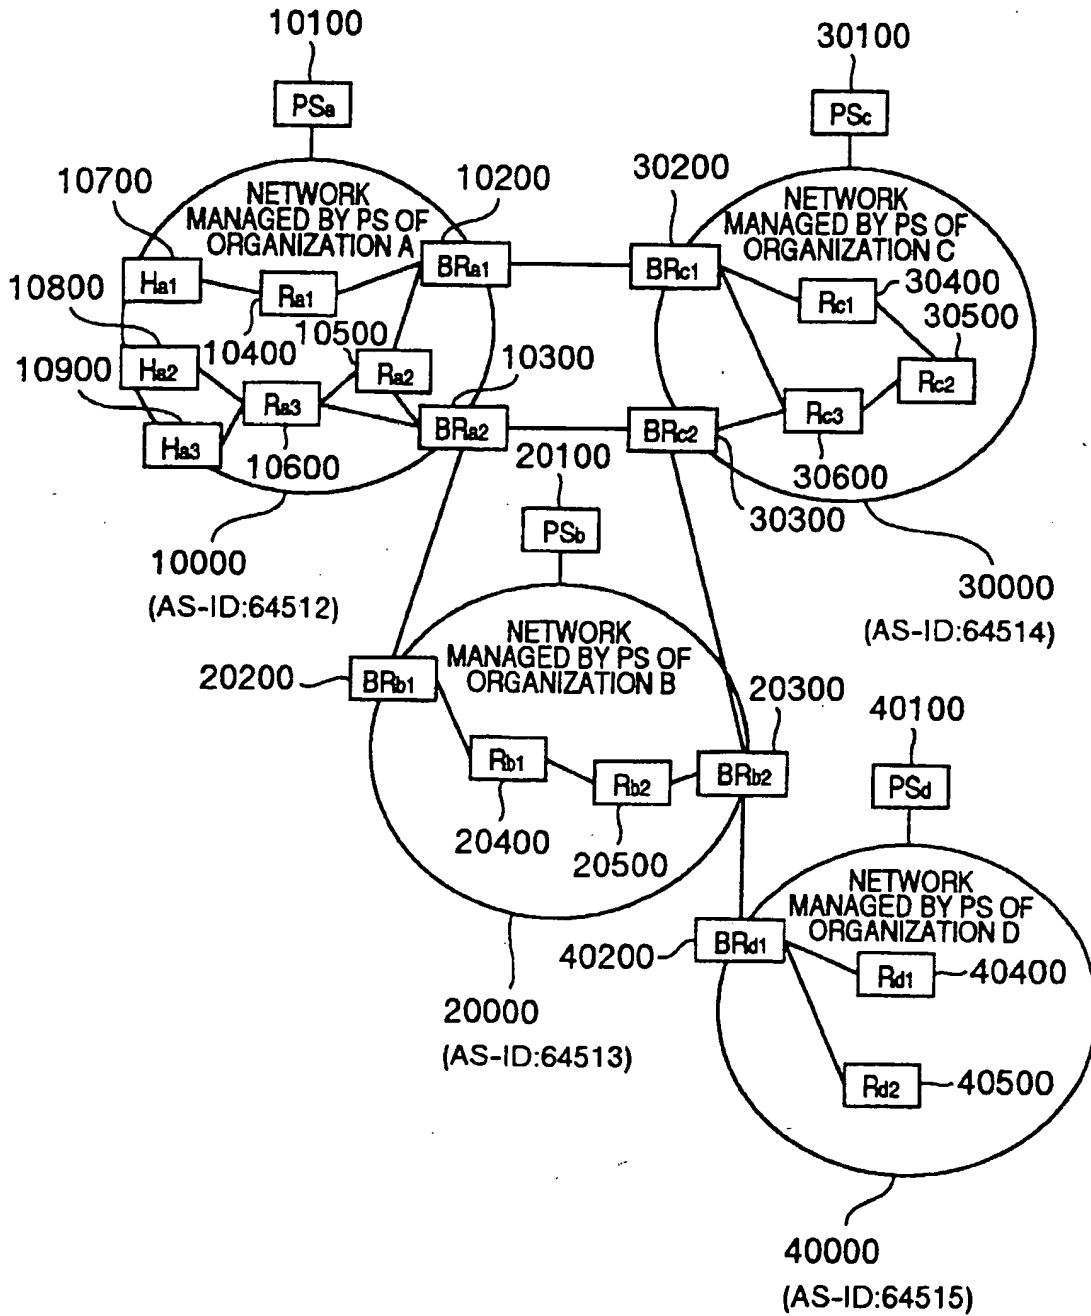 10100
30100
PSa
PSc
10700
10200
30200
NETWORK
MANAGED BY PS OF
ORGANIZATION A
NETWORK
MANAGED BY PS OF
ORGANIZATION C
Ha1
Ra1
BRa1
BRc1
Rc1
30400
10800
10400
10500
10300
30500
Ha2
Ra2
Rc2
10900
Ra3
BRa2
BRc2
Rc3
Ha3
10600
20100
30600
30300
PSb
10000
(AS-ID:64512)
30000
(AS-ID:64514)
NETWORK
MANAGED BY PS OF
ORGANIZATION B
20200
BRb1
20300
40100
Rb1
Rb2
BRb2
PSd
20400
20500
NETWORK
MANAGED BY PS OF
ORGANIZATION D
40200
BRd1
Rd1
40400
20000
(AS-ID:64513)
Rd2
40500
40000
(AS-ID:64515)